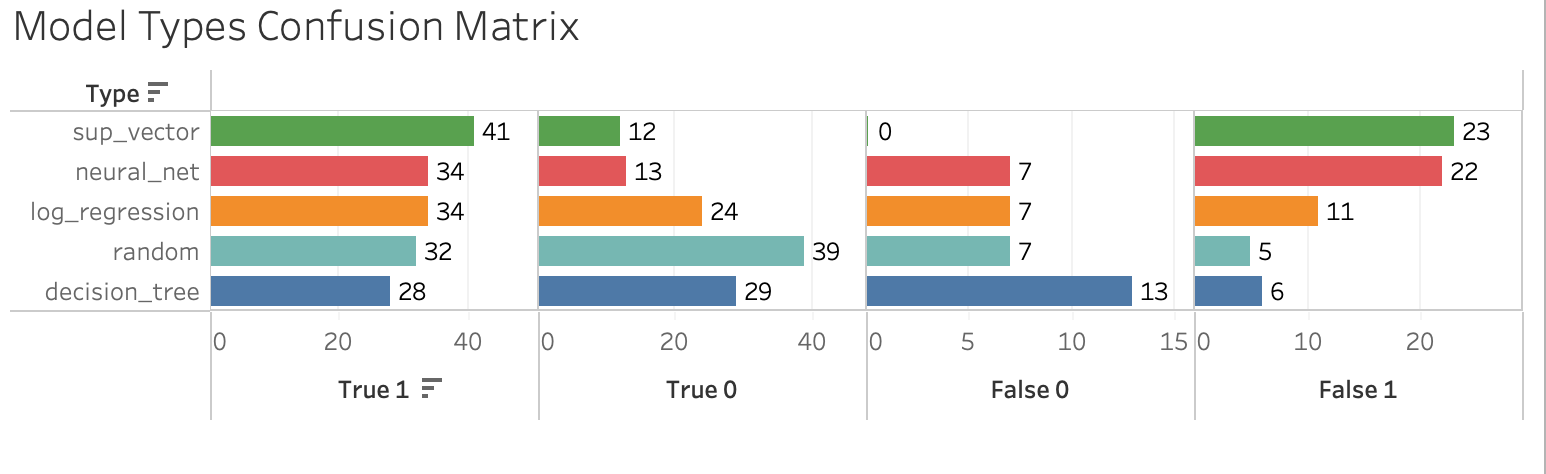 Model Types Confusion Matrix
Type
sup_vector 41 12 0 23
neural_net 34 13 7 22
log_regression 34 24 7 11
random 32 39 7 5
decision_tree 28 29 13 6
0 20 40 0 20 40 0 5 10 15 0 10 20
True 1 True 0 False 0 False 1